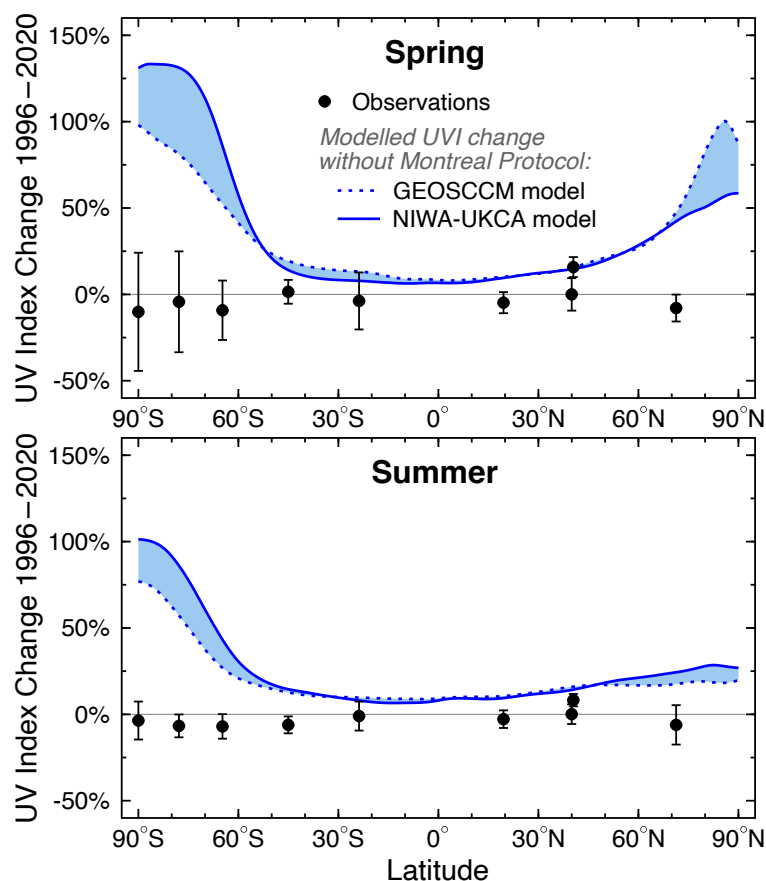 UV Index Change 1996–2020
150%
100%
50%
0%
-50%
Spring
Observations
Modelled UVI change
without Montreal Protocol:
GEOSCCM model
NIWA-UKCA model
90°S 60°S 30°S 0° 30°N 60°N 90°N
UV Index Change 1996–2020
150%
100%
50%
0%
-50%
Summer
90°S 60°S 30°S 0° 30°N 60°N 90°N
Latitude